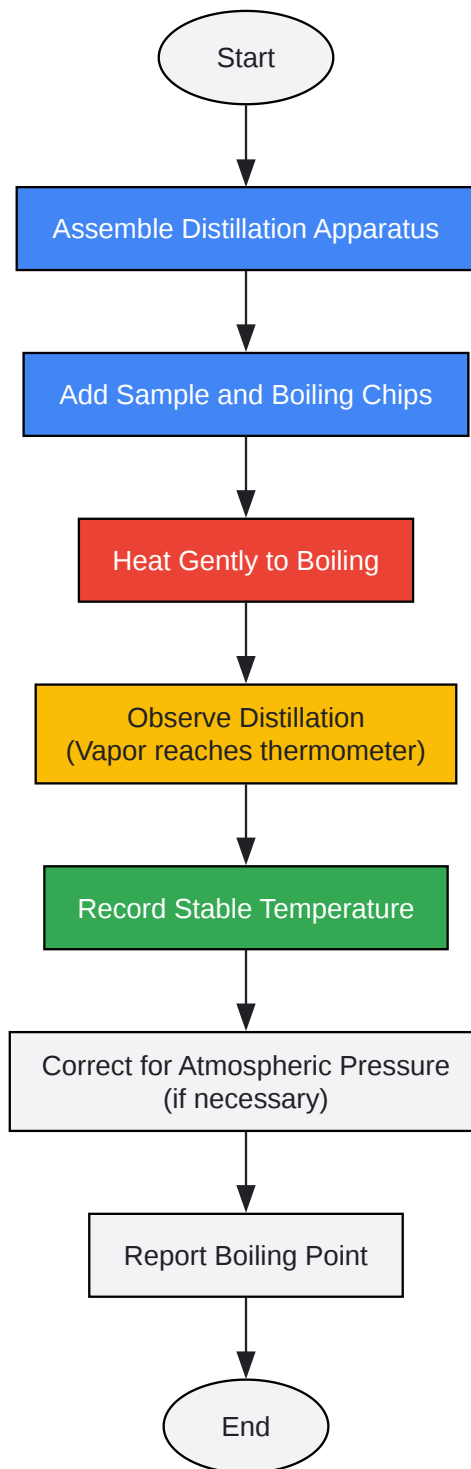 Start
Assemble Distillation Apparatus
Add Sample and Boiling Chips
Heat Gently to Boiling
Observe Distillation
(Vapor reaches thermometer)
Record Stable Temperature
Correct for Atmospheric Pressure
(if necessary)
Report Boiling Point
End